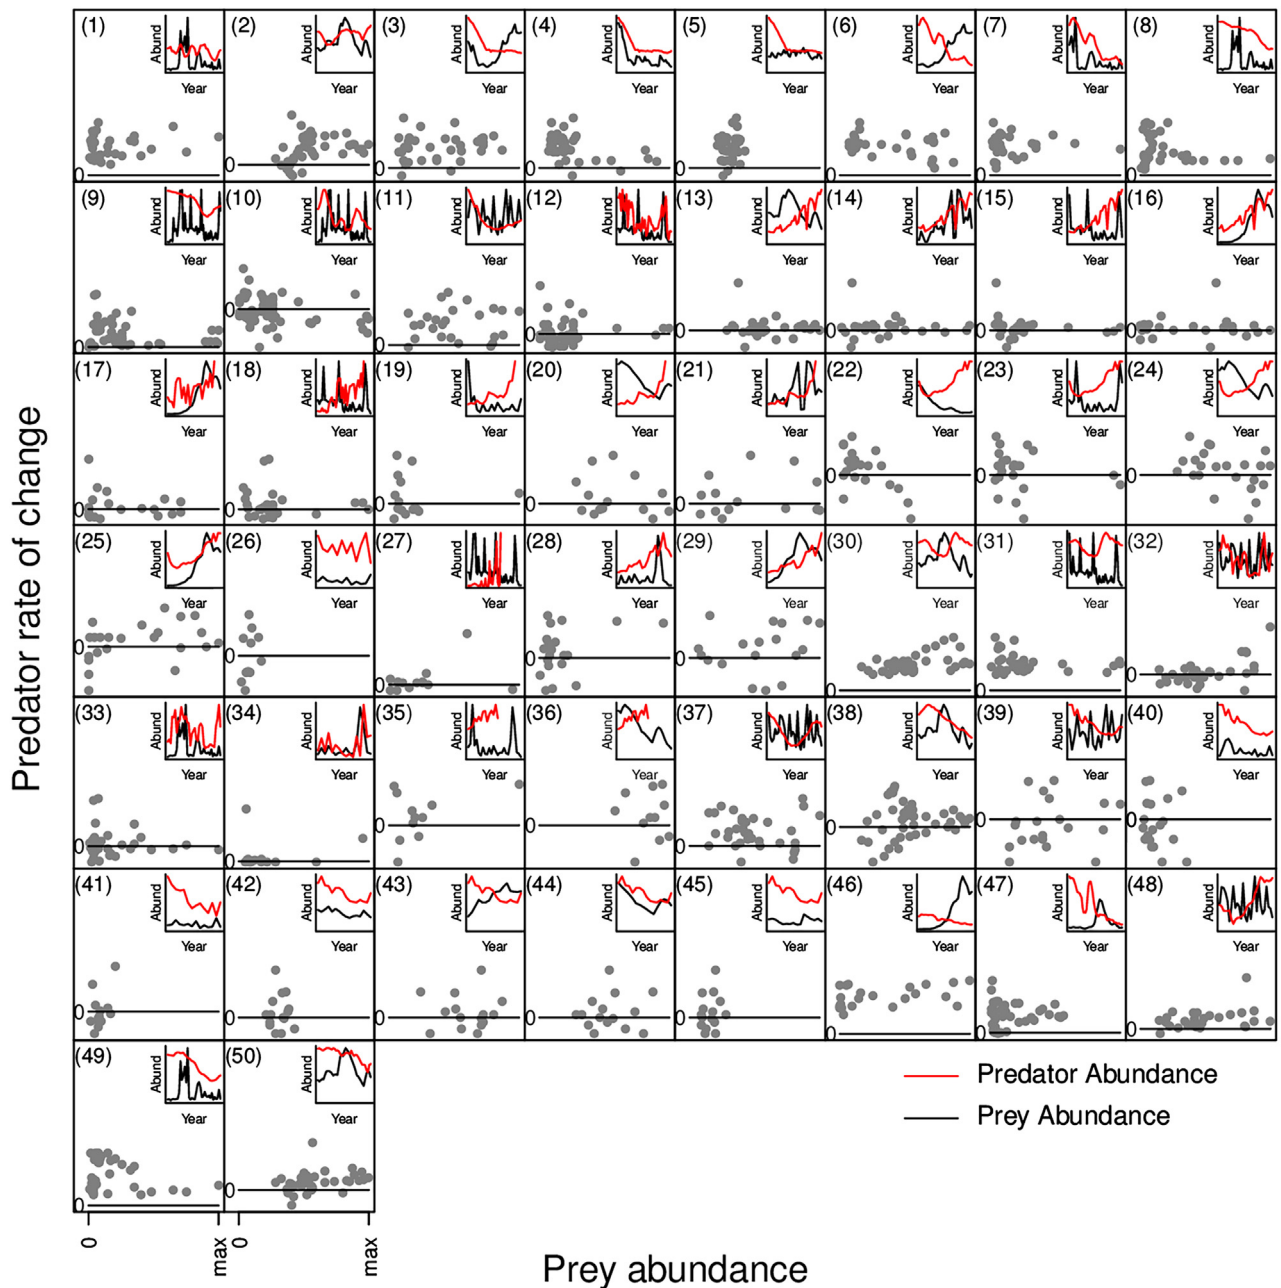 (1) Abund Year 0
(2) Abund Year 0
(3) Abund Year 0
(4) Abund Year 0
(5) Abund Year 0
(6) Abund Year 0
(7) Abund Year 0
(8) Abund Year 0
(9) Abund Year 0
(10) Abund Year 0
(11) Abund Year 0
(12) Abund Year 0
(13) Abund Year 0
(14) Abund Year 0
(15) Abund Year 0
(16) Abund Year 0
(17) Abund Year 0
(18) Abund Year 0
(19) Abund Year 0
(20) Abund Year 0
(21) Abund Year 0
(22) Abund Year 0
(23) Abund Year 0
(24) Abund Year 0
(25) Abund Year 0
(26) Abund Year 0
(27) Abund Year 0
(28) Abund Year 0
(29) Abund Year 0
(30) Abund Year 0
(31) Abund Year 0
(32) Abund Year 0
(33) Abund Year 0
(34) Abund Year 0
(35) Abund Year 0
(36) Abund Year 0
(37) Abund Year 0
(38) Abund Year 0
(39) Abund Year 0
(40) Abund Year 0
(41) Abund Year 0
(42) Abund Year 0
(43) Abund Year 0
(44) Abund Year 0
(45) Abund Year 0
(46) Abund Year 0
(47) Abund Year 0
(48) Abund Year 0
(49) Abund Year 0
(50) Abund Year 0
Predator rate of change
Predator Abundance
Prey Abundance
0 max 0 max
Prey abundance